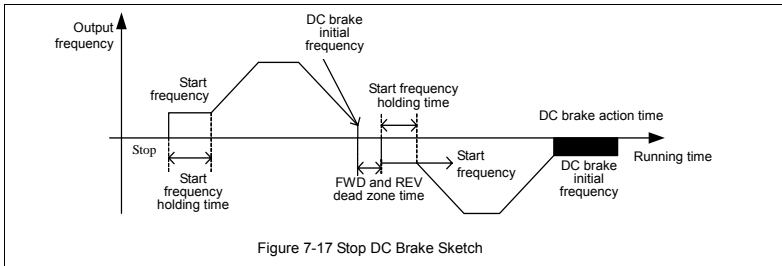 Output
frequency
DC brake
initial
frequency
Start
frequency
Start frequency
holding time
DC brake action time
Stop
Running time
Start
frequency
holding time
FWD and REV
dead zone time
Start
frequency
DC brake
initial
frequency
Figure 7-17 Stop DC Brake Sketch